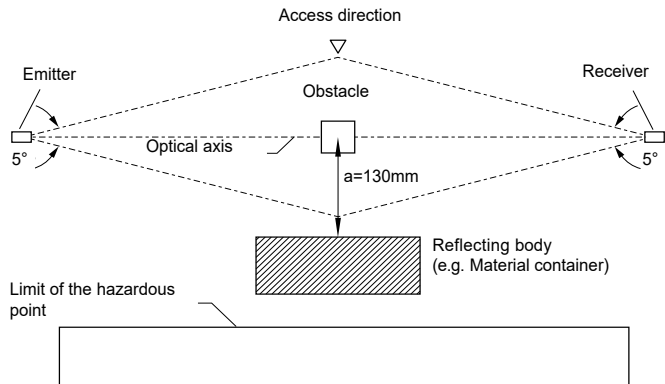 Access direction
Emitter
Receiver
Obstacle
Optical axis
5°
5°
a=130mm
Reflecting body
(e.g. Material container)
Limit of the hazardous
point